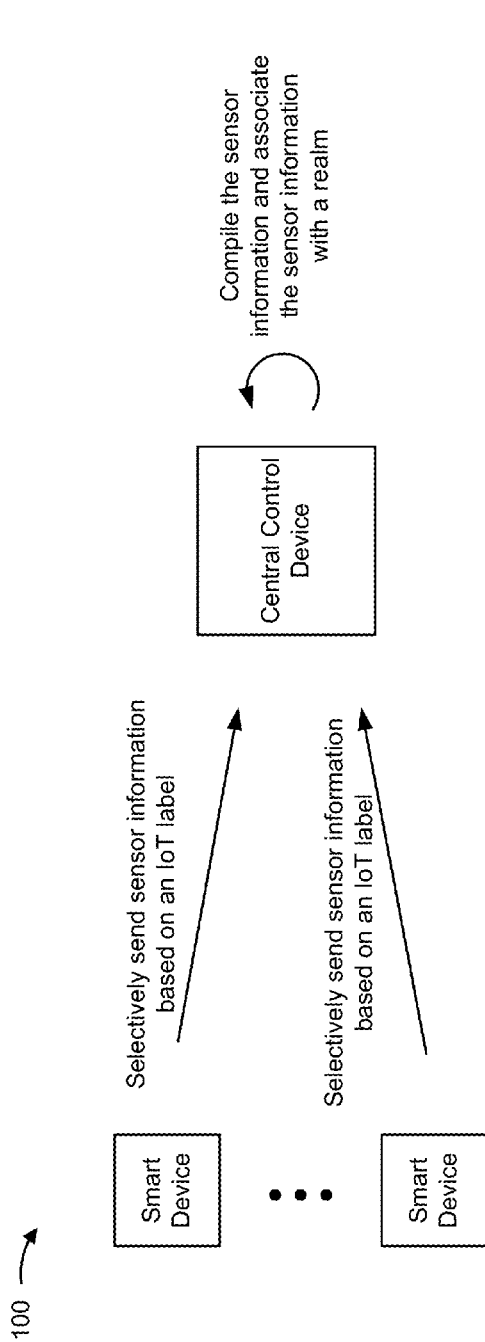 100
Smart
Device
Smart
Device
Selectively send sensor information
based on an IoT label
Selectively send sensor information
based on an IoT label
Central Control
Device
Compile the sensor
information and associate
the sensor information
with a realm